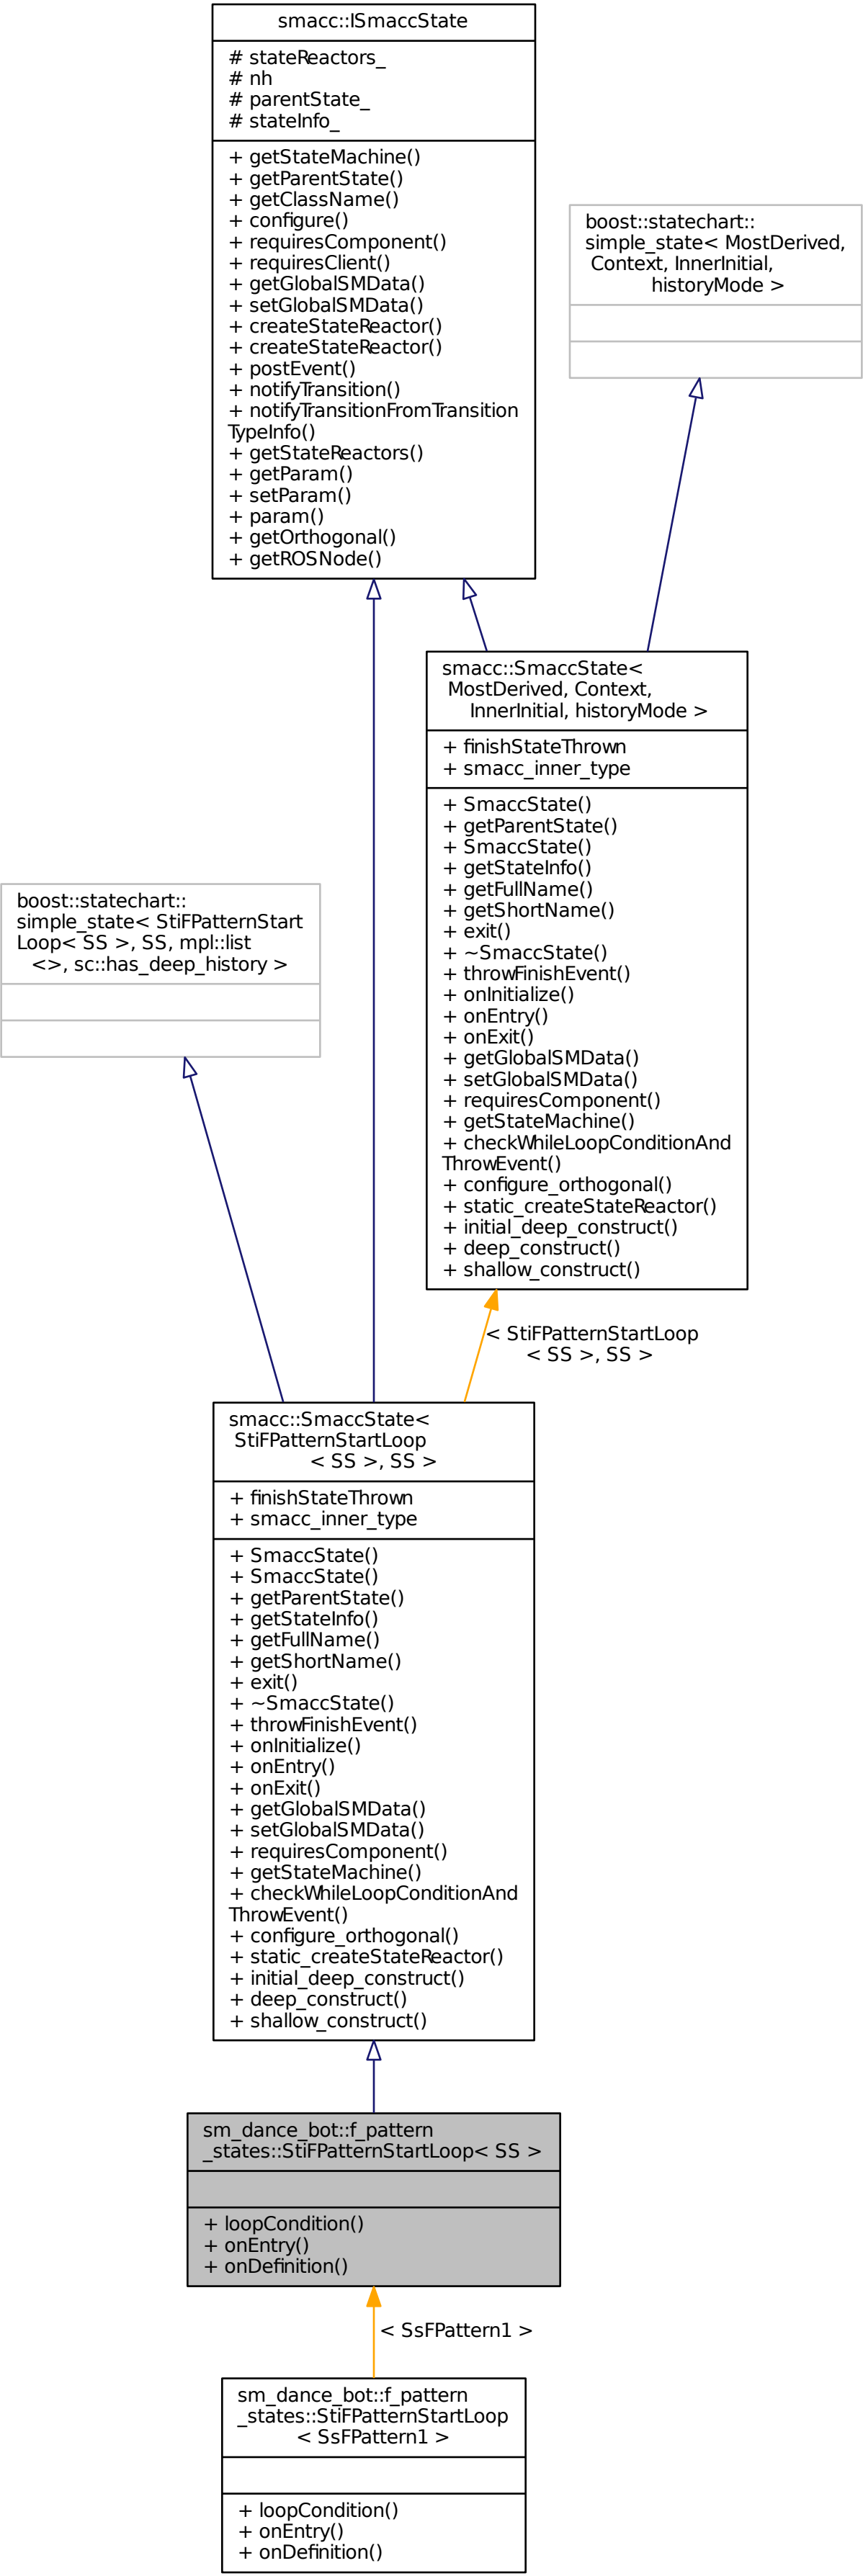 smacc::ISmaccState
# stateReactors_
# nh
# parentState_
# stateInfo_
+ getStateMachine()
+ getParentState()
+ getClassName()
+ configure()
+ requiresComponent()
+ requiresClient()
+ getGlobalSMData()
+ setGlobalSMData()
+ createStateReactor()
+ createStateReactor()
+ postEvent()
+ notifyTransition()
+ notifyTransitionFromTransition
TypeInfo()
+ getStateReactors()
+ getParam()
+ setParam()
+ param()
+ getOrthogonal()
+ getROSNode()
boost::statechart::
simple_state< MostDerived,
Context, InnerInitial,
historyMode >
smacc::SmaccState<
MostDerived, Context,
InnerInitial, historyMode >
+ finishStateThrown
+ smacc_inner_type
+ SmaccState()
+ getParentState()
+ SmaccState()
+ getStateInfo()
+ getFullName()
+ getShortName()
+ exit()
+ ~SmaccState()
+ throwFinishEvent()
+ onInitialize()
+ onEntry()
+ onExit()
+ getGlobalSMData()
+ setGlobalSMData()
+ requiresComponent()
+ getStateMachine()
+ checkWhileLoopConditionAnd
ThrowEvent()
+ configure_orthogonal()
+ static_createStateReactor()
+ initial_deep_construct()
+ deep_construct()
+ shallow_construct()
boost::statechart::
simple_state< StiFPatternStart
Loop< SS >, SS, mpl::list
<>, sc::has_deep_history >
< StiFPatternStartLoop
< SS >, SS >
smacc::SmaccState<
StiFPatternStartLoop
< SS >, SS >
+ finishStateThrown
+ smacc_inner_type
+ SmaccState()
+ SmaccState()
+ getParentState()
+ getStateInfo()
+ getFullName()
+ getShortName()
+ exit()
+ ~SmaccState()
+ throwFinishEvent()
+ onInitialize()
+ onEntry()
+ onExit()
+ getGlobalSMData()
+ setGlobalSMData()
+ requiresComponent()
+ getStateMachine()
+ checkWhileLoopConditionAnd
ThrowEvent()
+ configure_orthogonal()
+ static_createStateReactor()
+ initial_deep_construct()
+ deep_construct()
+ shallow_construct()
sm_dance_bot::f_pattern
_states::StiFPatternStartLoop< SS >
+ loopCondition()
+ onEntry()
+ onDefinition()
< SsFPattern1 >
sm_dance_bot::f_pattern
_states::StiFPatternStartLoop
< SsFPattern1 >
+ loopCondition()
+ onEntry()
+ onDefinition()